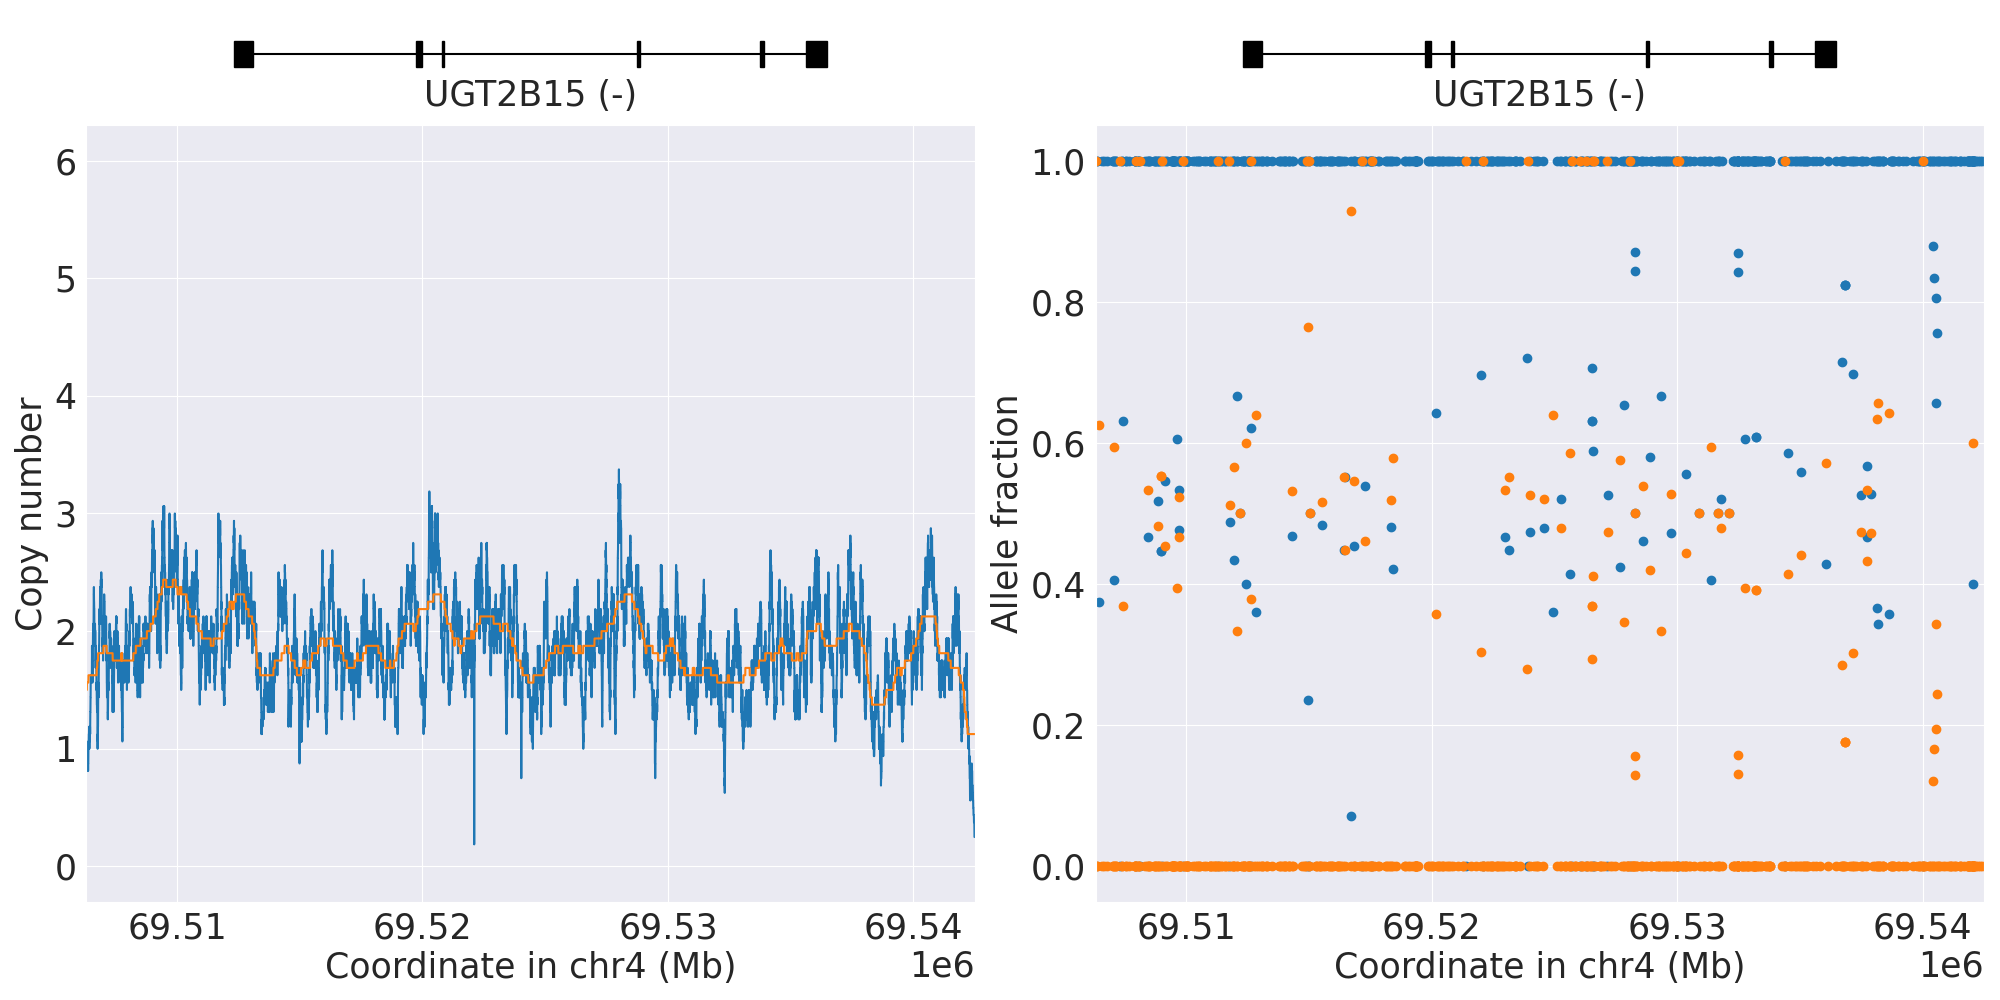 UGT2B15 (-)
6
5
4
3
2
1
0
Copy number
69.51 69.52 69.53 69.54
Coordinate in chr4 (Mb)
1e6
UGT2B15 (-)
1.0
0.8
0.6
0.4
0.2
0.0
Allele fraction
69.51 69.52 69.53 69.54
Coordinate in chr4 (Mb)
1e6